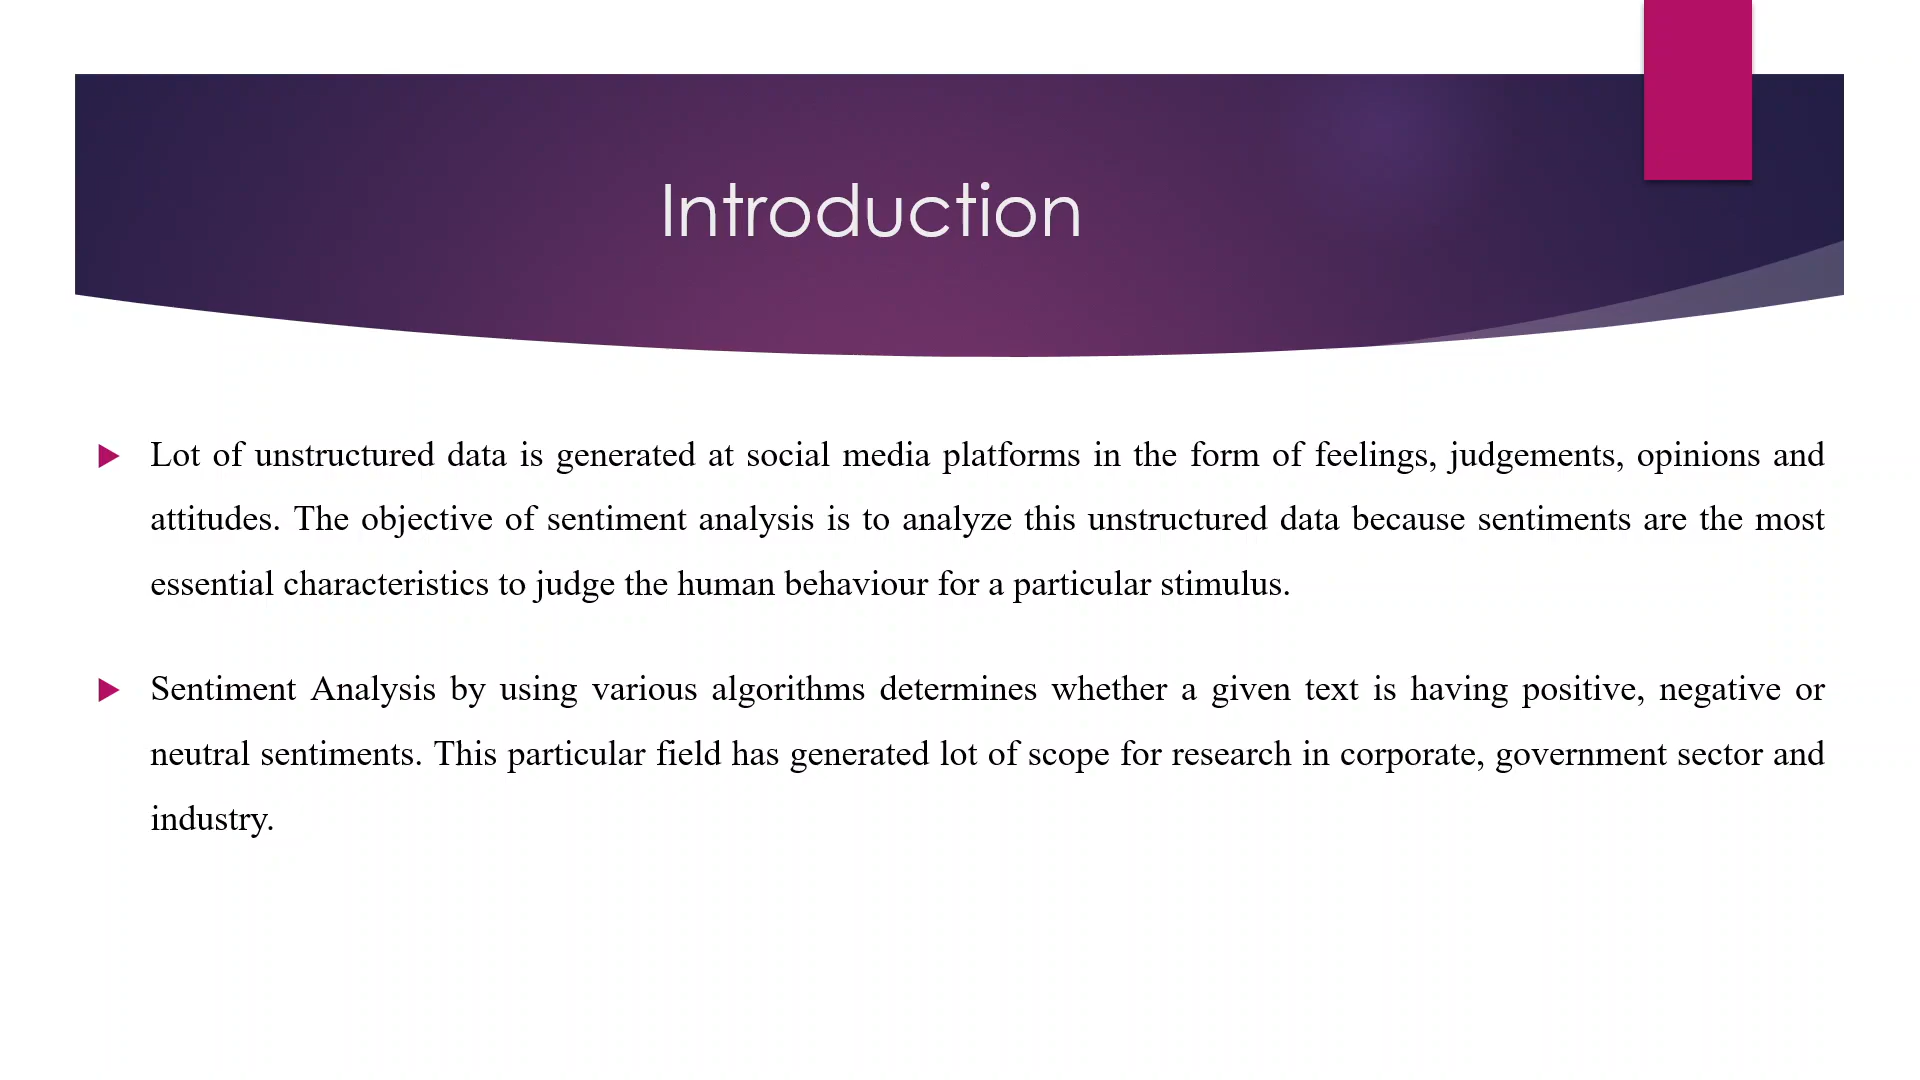 Introduction
Lot of unstructured data is generated at social media platforms in the form of feelings, judgements, opinions and
attitudes. The objective of sentiment analysis is to analyze this unstructured data because sentiments are the most
essential characteristics to judge the human behaviour for a particular stimulus.
Sentiment Analysis by using various algorithms determines whether a given text is having positive, negative or
neutral sentiments. This particular field has generated lot of scope for research in corporate, government sector and
industry.